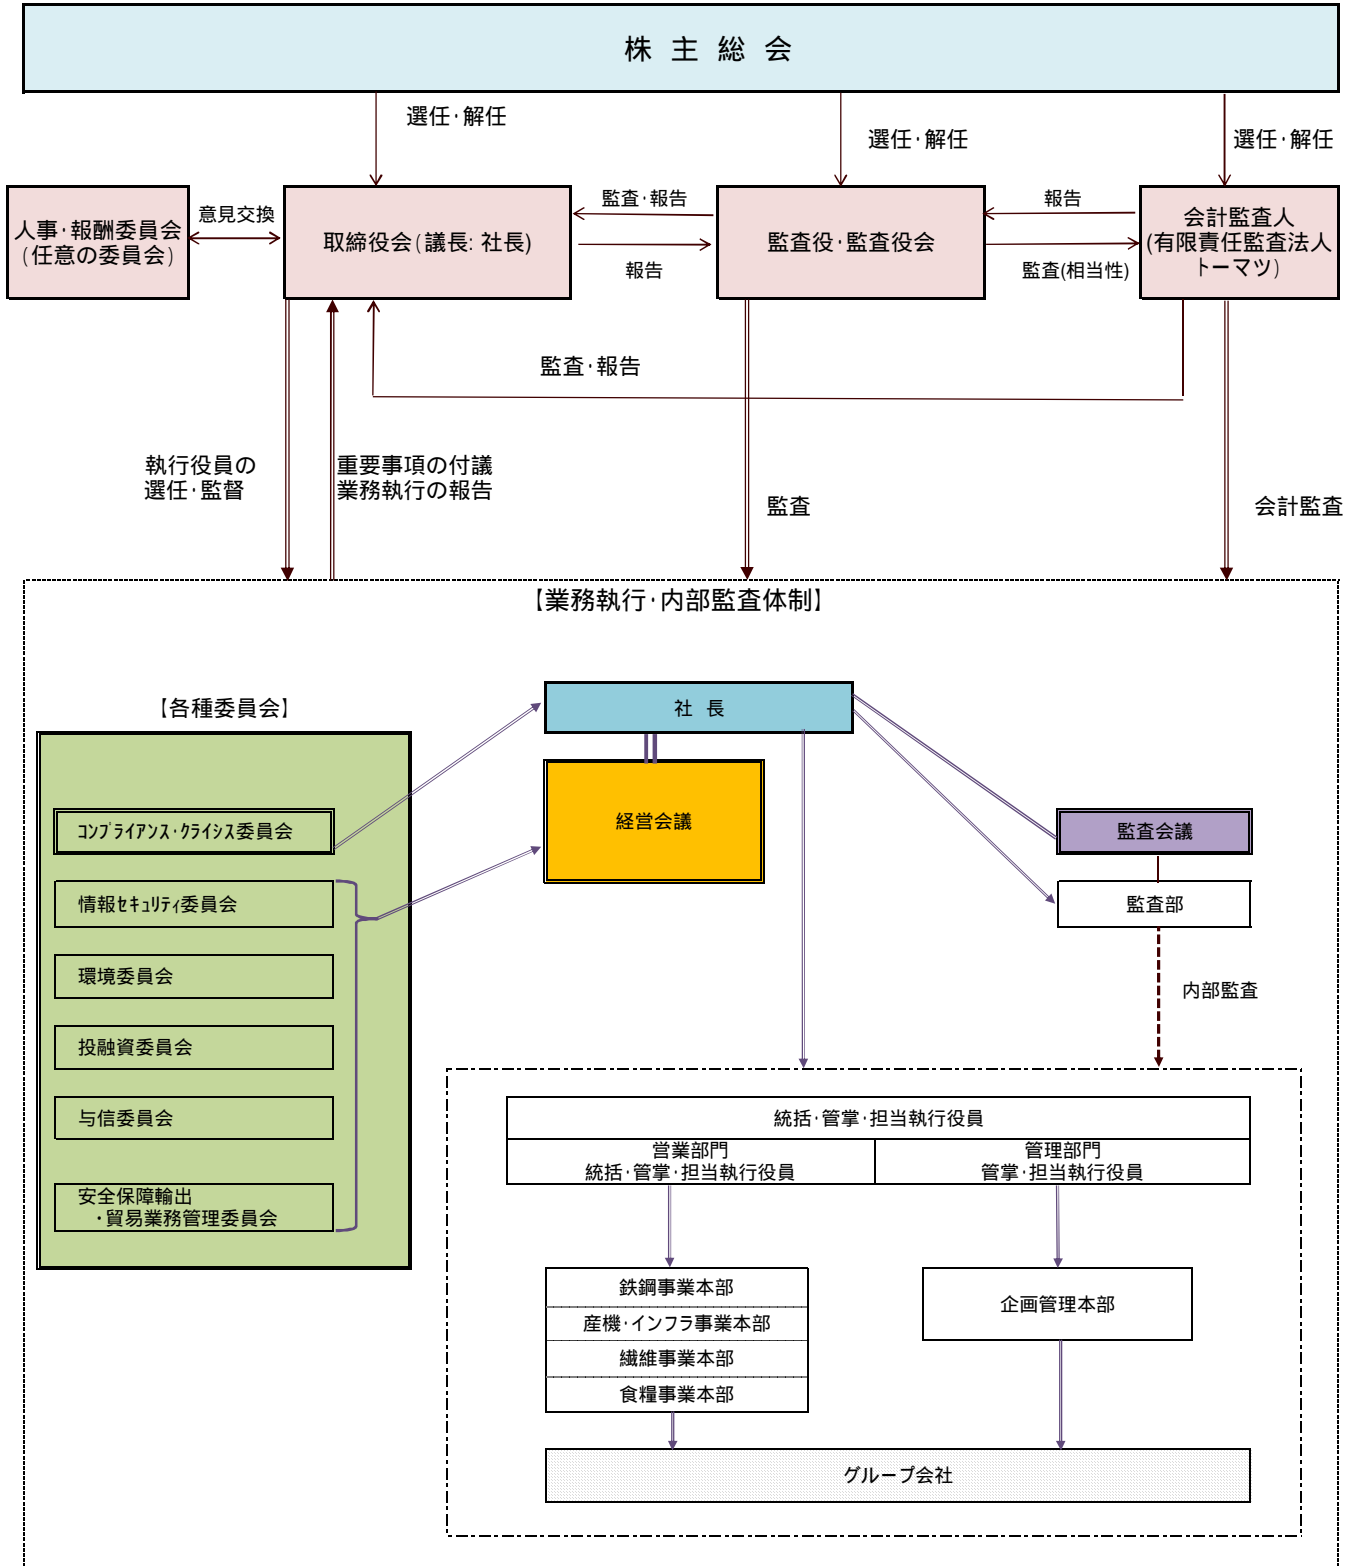 株 主 総 会
選任・解任
選任・解任
選任・解任
人事・報酬委員会
(任意の委員会)
意見交換
取締役会(議長: 社長)
監査・報告
報告
監査役・監査役会
報告
監査(相当性)
会計監査人
(有限責任監査法人
トーマツ)
監査・報告
執行役員の
選任・監督
重要事項の付議
業務執行の報告
監査
会計監査
【業務執行・内部監査体制】
【各種委員会】
社 長
経営会議
コンプライアンス・クライシス委員会
監査会議
情報セキュリティ委員会
監査部
環境委員会
内部監査
投融資委員会
与信委員会
安全保障輸出
・貿易業務管理委員会
統括・管掌・担当執行役員
営業部門
統括・管掌・担当執行役員
管理部門
管掌・担当執行役員
鉄鋼事業本部
産機・インフラ事業本部
繊維事業本部
食糧事業本部
企画管理本部
グループ会社